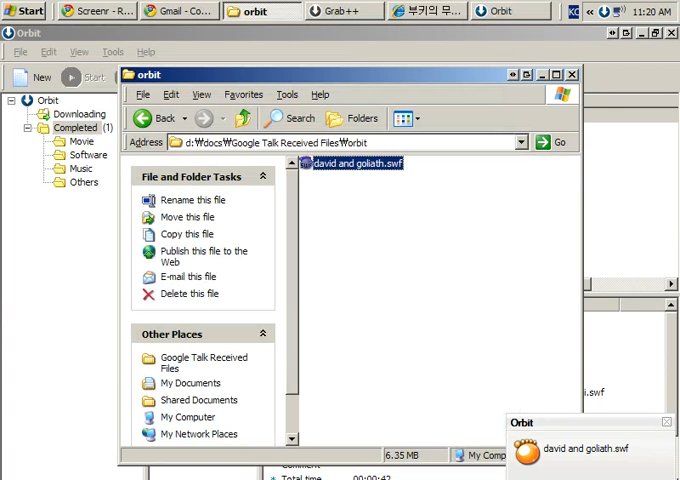 Start
Screenr - R...
Gmail - Co...
orbit
Grab++
부키의 무...
Orbit
11:20 AM
Orbit
File Edit View Tools Help
New
Start
Orbit
Downloading
Completed (1)
Movie
Software
Music
Others
orbit
File Edit View Favorites Tools Help
Back
Search
Folders
Address
d:₩docs₩Google Talk Received Files₩orbit
Go
File and Folder Tasks
Rename this file
Move this file
Copy this file
Publish this file to the
Web
E-mail this file
Delete this file
Other Places
Google Talk Received
Files
My Documents
Shared Documents
My Computer
My Network Places
david and goliath.swf
6.35 MB
My Comp
i.swf
Orbit
david and goliath.swf
Comment
Total time 00:00:42